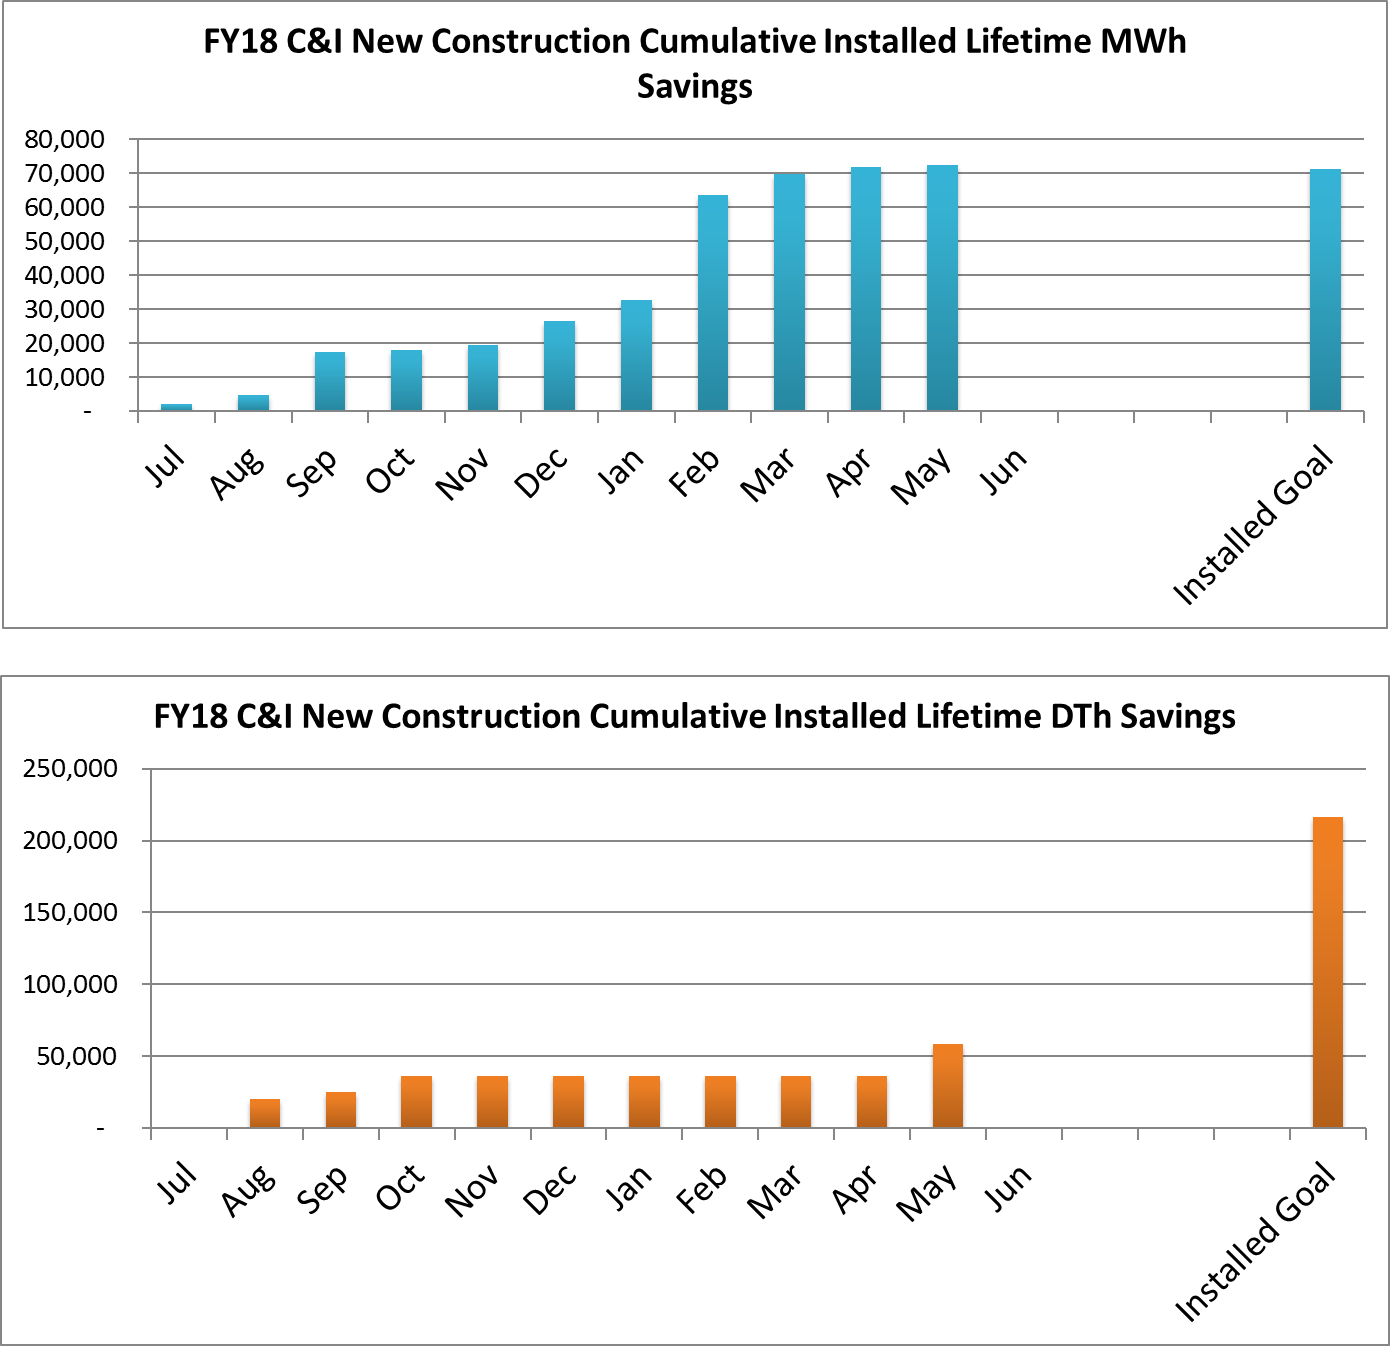 FY18 C&I New Construction Cumulative Installed Lifetime MWh
Savings
80,000
70,000
60,000
50,000
40,000
30,000
20,000
10,000
-
Jul
Aug
Sep
Oct
Nov
Dec
Jan
Feb
Mar
Apr
May
Jun
Installed Goal
FY18 C&I New Construction Cumulative Installed Lifetime DTh Savings
250,000
200,000
150,000
100,000
50,000
-
Jul
Aug
Sep
Oct
Nov
Dec
Jan
Feb
Mar
Apr
May
Jun
Installed Goal